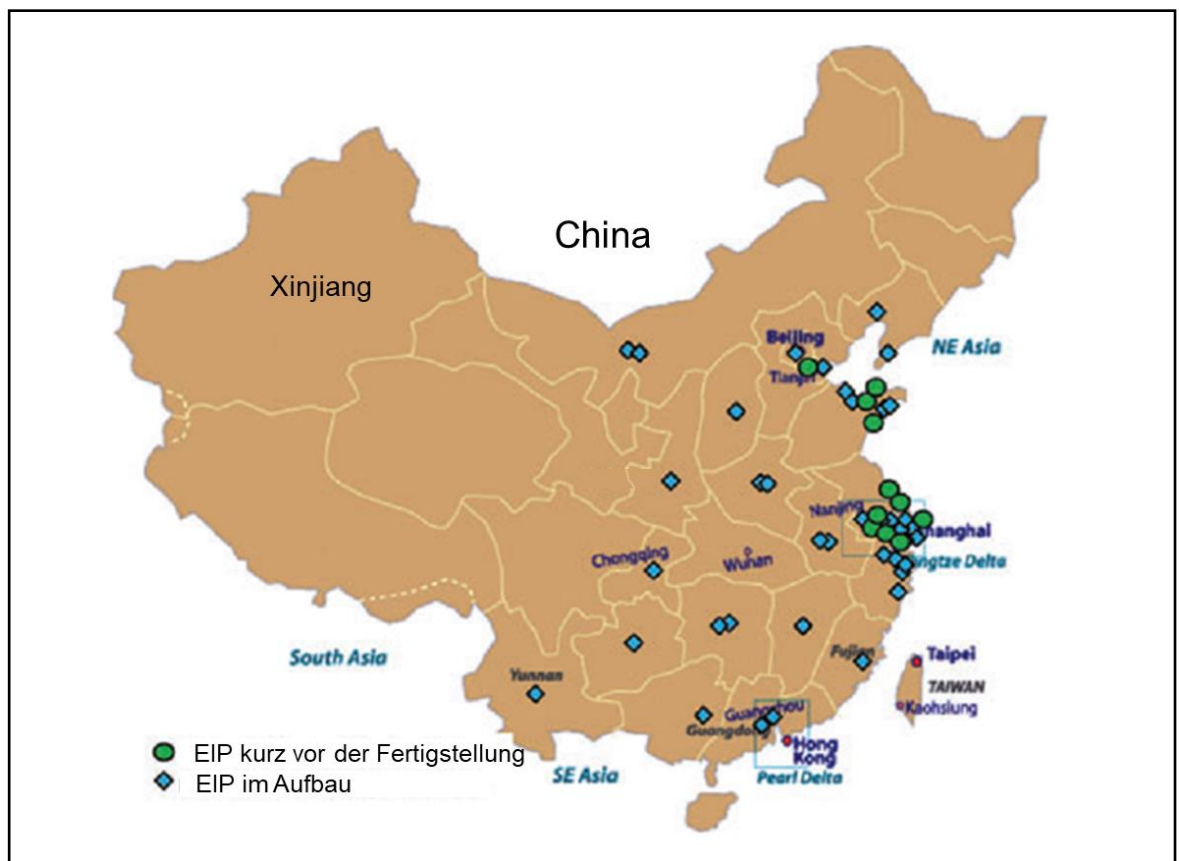 China
Xinjiang
Beijing
NE Asia
Tianjin
Nanjing
Shanghai
Chongqing
Wuhan
Yangtze Delta
South Asia
Yunnan
Fujian
Taipei
TAIWAN
Kaohsiung
Guangzhou
Guangdong
Hong
Kong
EIP kurz vor der Fertigstellung
SE Asia
Pearl Delta
EIP im Aufbau